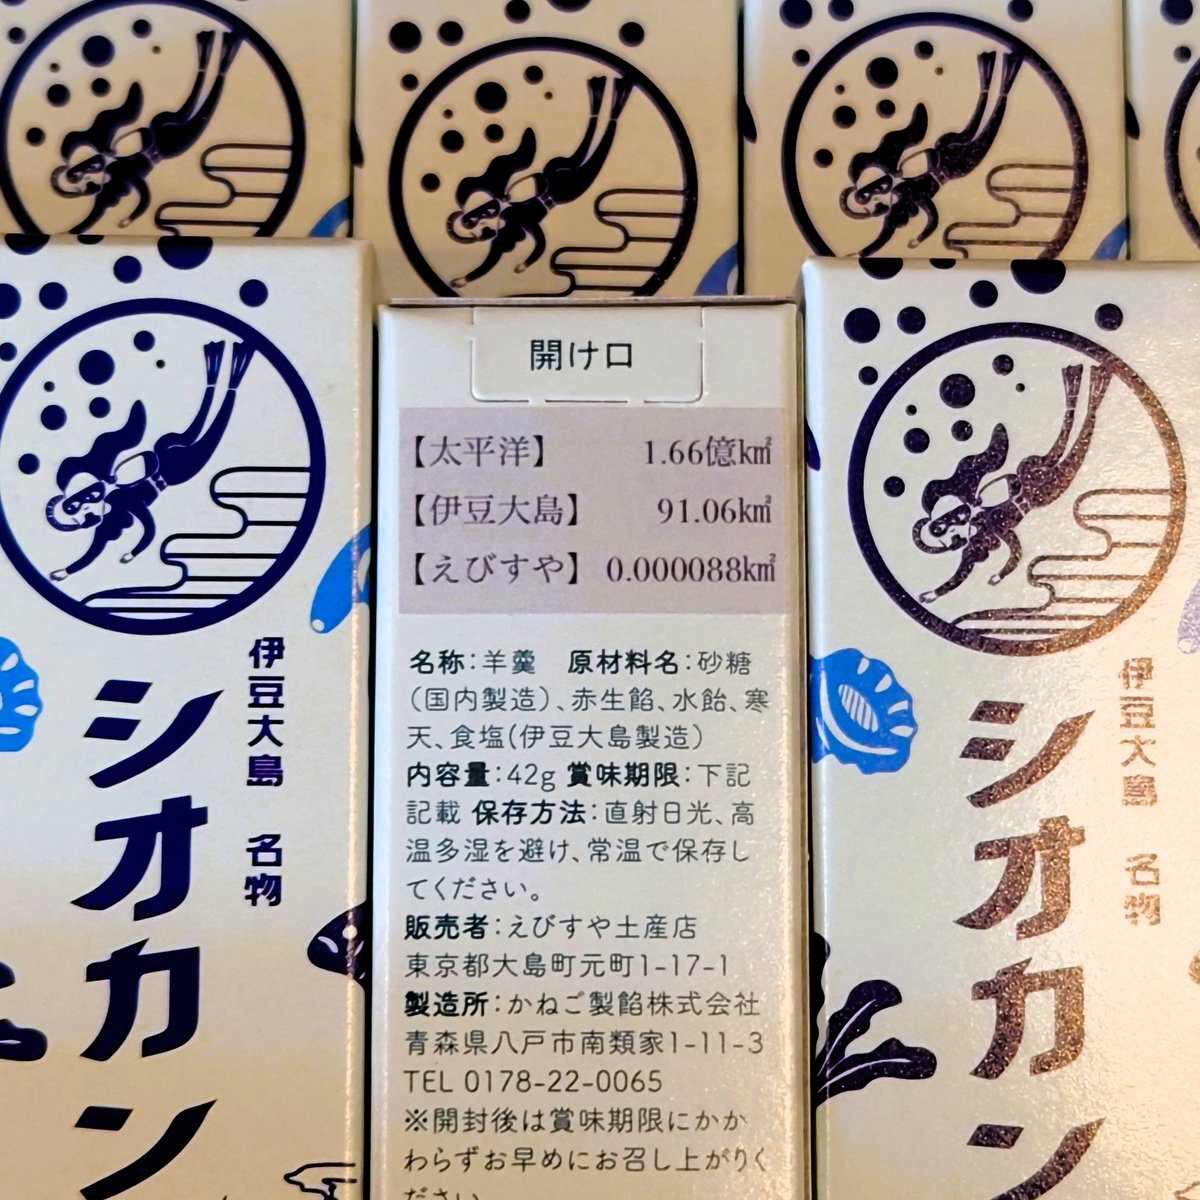 開け口
【太平洋】 1.66億㎢
【伊豆大島】 91.06㎢
【えびすや】 0.000088㎢
名称：羊羹　原材料名：砂糖
（国内製造）、赤生餡、水飴、寒
天、食塩(伊豆大島製造）
内容量：42g 賞味期限：下記
記載 保存方法：直射日光、高
温多湿を避け、常温で保存し
てください。
販売者：えびすや土産店
東京都大島町元町1-17-1
製造所：かねご製餡株式会社
青森県八戸市南類家1-11-3
TEL 0178-22-0065
※開封後は賞味期限にかか
わらずお早めにお召し上がりく
ださい
伊豆大島 名物
シオカン
伊豆大島 名物
シオカン